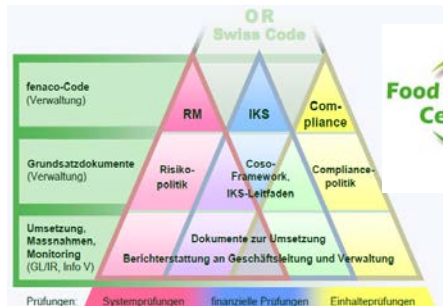 OR
Swiss Code
fenaco-Code
(Verwaltung)
RM
IKS
Com-
pliance
Food
Ce
Grundsatzdokumente
(Verwaltung)
Risiko-
politik
Coso-
Framework,
IKS-Leitfaden
Compliance-
politik
Umsetzung,
Massnahmen,
Monitoring
(GL/IR, Info V)
Dokumente zur Umsetzung
Berichterstattung an Geschäftsleitung und Verwaltung
Prüfungen: Systemprüfungen finanzielle Prüfungen Einhalteprüfungen